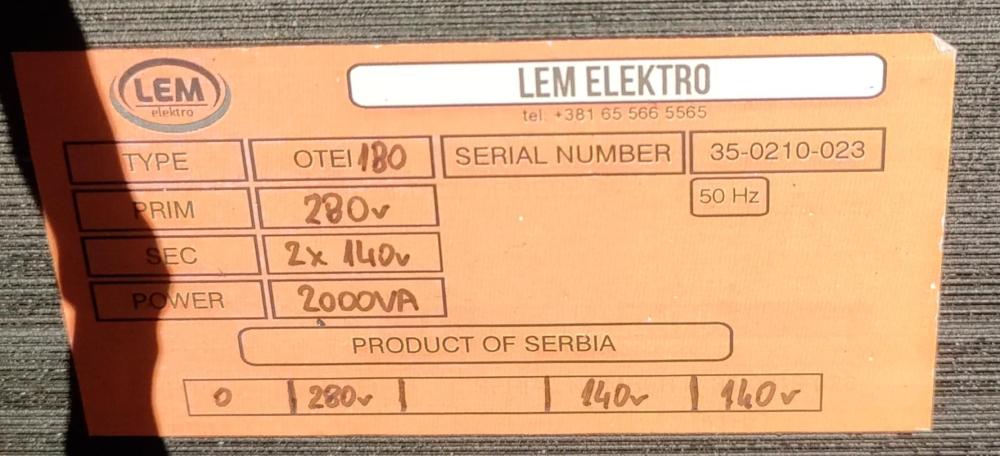 LEM
elektro
LEM ELEKTRO
tel. +381 65 566 5565
TYPE OTEI 180 SERIAL NUMBER 35-0210-023
PRIM 280v 50 Hz
SEC 2x 140v
POWER 2000VA
PRODUCT OF SERBIA
0 | 280v | | 140v | 140v